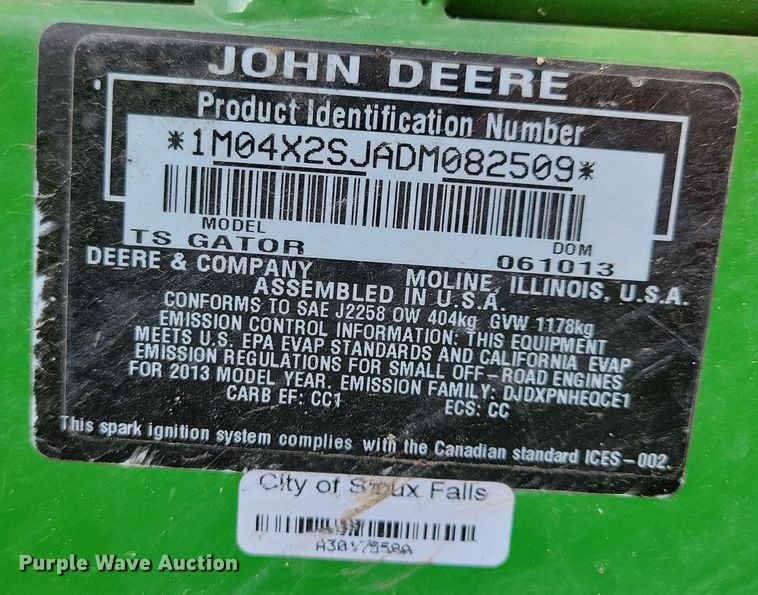 JOHN DEERE
Product Identification Number
*1M04X2SJADM082509*
MODEL DOM
TS GATOR 061013
DEERE & COMPANY MOLINE, ILLINOIS, U.S.A.
ASSEMBLED IN U.S.A.
CONFORMS TO SAE J2258 OW 404kg GVW 1178kg
EMISSION CONTROL INFORMATION: THIS EQUIPMENT
MEETS U.S. EPA EVAP STANDARDS AND CALIFORNIA EVAP
EMISSION REGULATIONS FOR SMALL OFF-ROAD ENGINES
FOR 2013 MODEL YEAR. EMISSION FAMILY: DJDXPNHEQCE1
CARB EF: CC1 ECS: CC
This spark ignition system complies with the Canadian standard ICES-002.
City of Sioux Falls
Purple Wave Auction